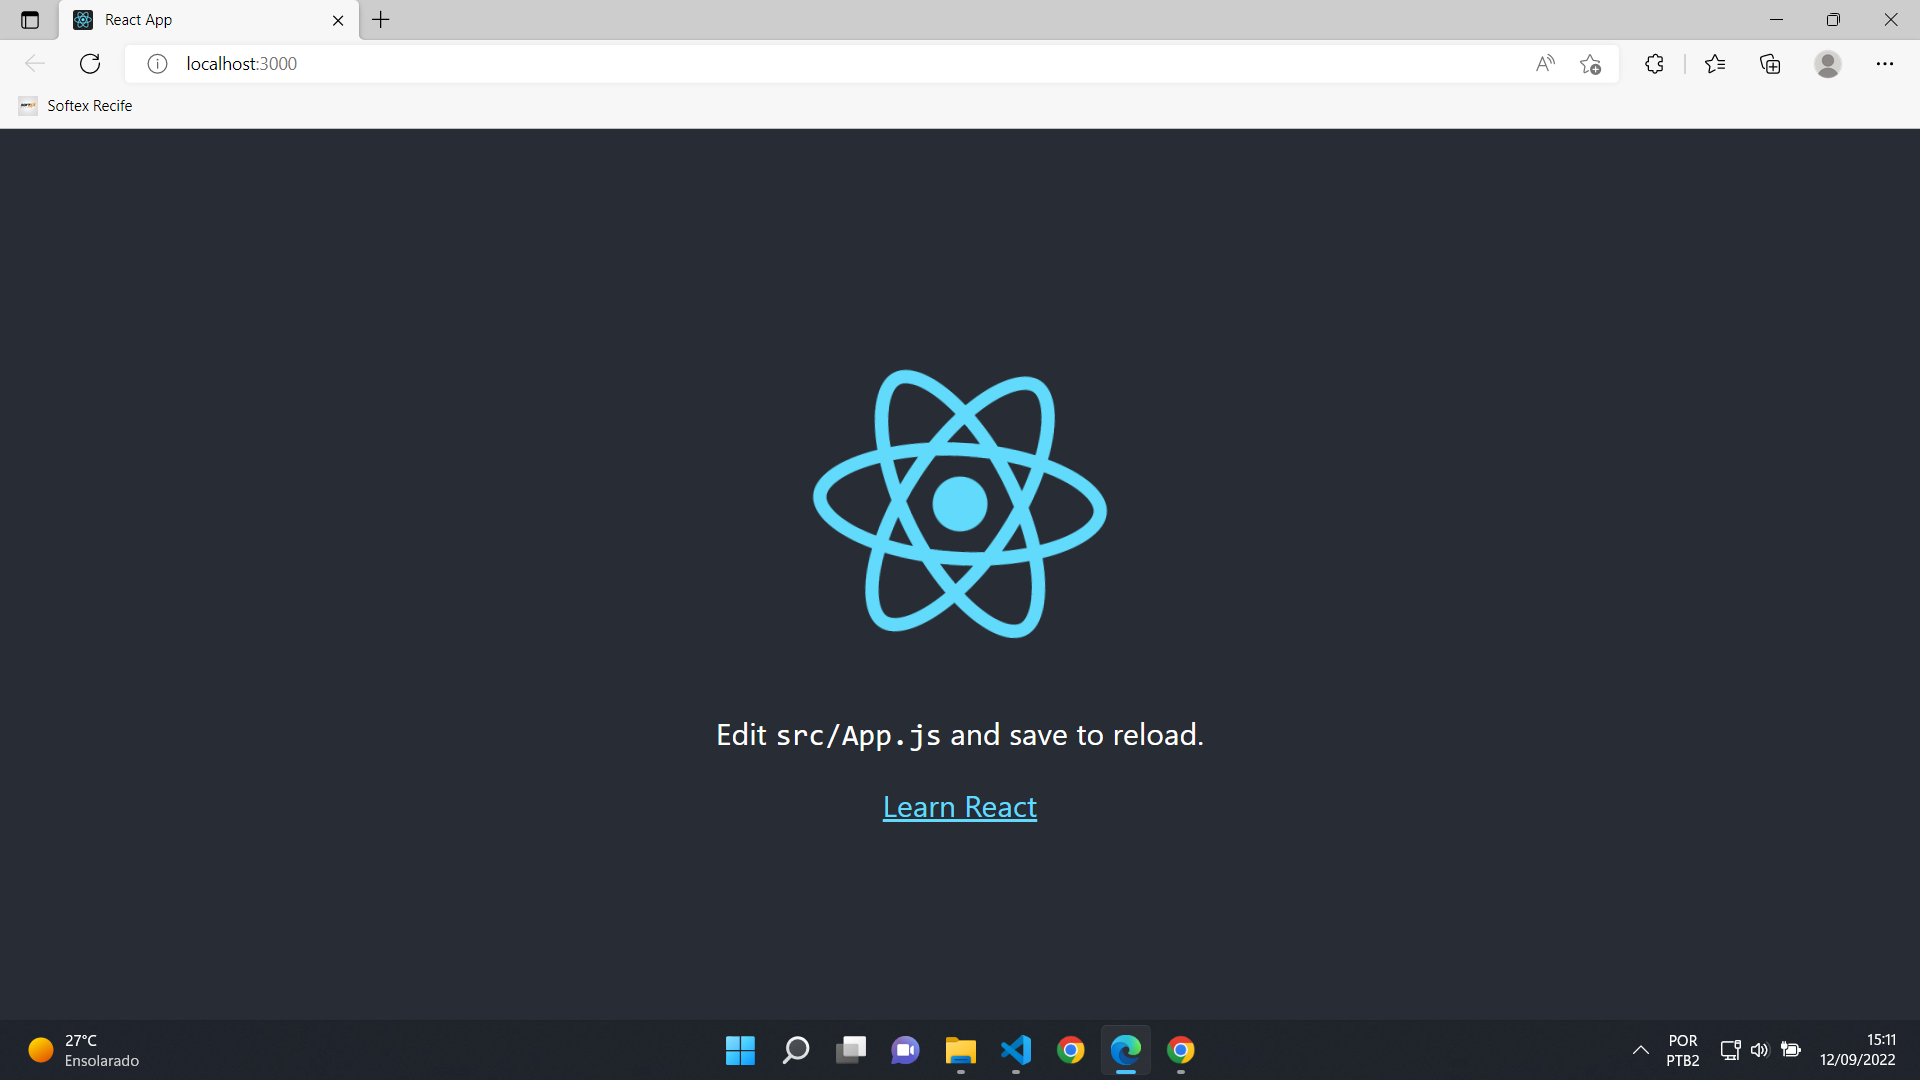 React App
localhost:3000
Softex Recife
Edit src/App.js and save to reload.
Learn React
27°C
Ensolarado
POR
PTB2
15:11
12/09/2022